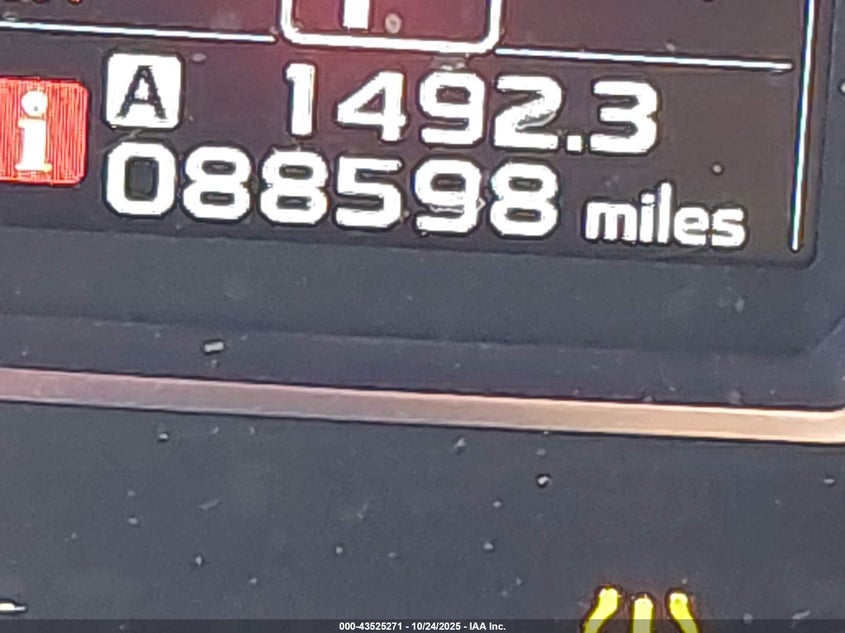 i
A 1492.3
088598 miles
000-43525271 - 10/24/2025 - IAA Inc.